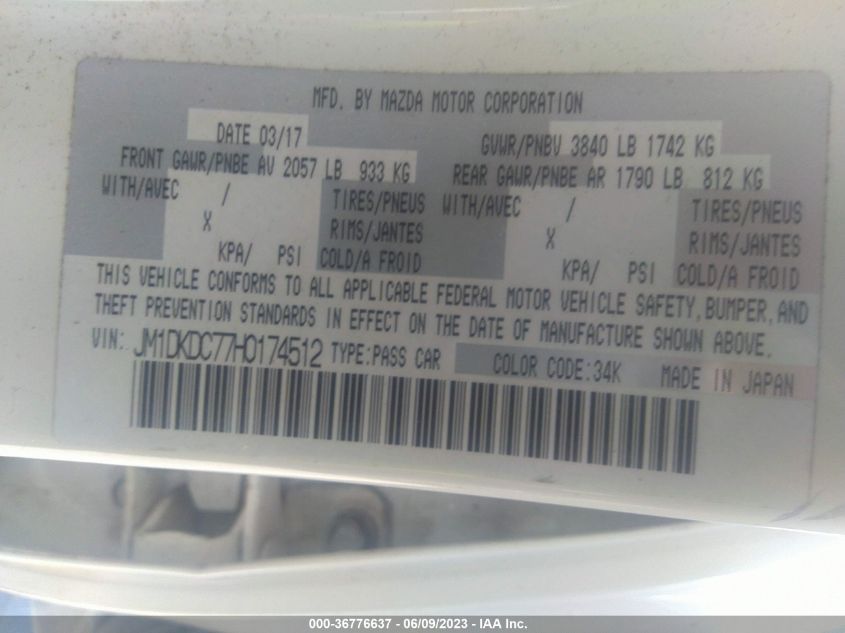 MFD. BY MAZDA MOTOR CORPORATION
DATE 03/17 GVWR/PNBV 3840 LB 1742 KG
FRONT GAWR/PNBE AV 2057 LB 933 KG REAR GAWR/PNBE AR 1790 LB 812 KG
WITH/AVEC / TIRES/PNEUS WITH/AVEC / TIRES/PNEUS
X RIMS/JANTES X RIMS/JANTES
KPA/ PSI COLD/A FROID KPA/ PSI COLD/A FROID
THIS VEHICLE CONFORMS TO ALL APPLICABLE FEDERAL MOTOR VEHICLE SAFETY, BUMPER, AND
THEFT PREVENTION STANDARDS IN EFFECT ON THE DATE OF MANUFACTURE SHOWN ABOVE.
VIN: JM1DKDC77H0174512 TYPE:PASS CAR COLOR CODE:34K MADE IN JAPAN
000-36776637 - 06/09/2023 - IAA Inc.